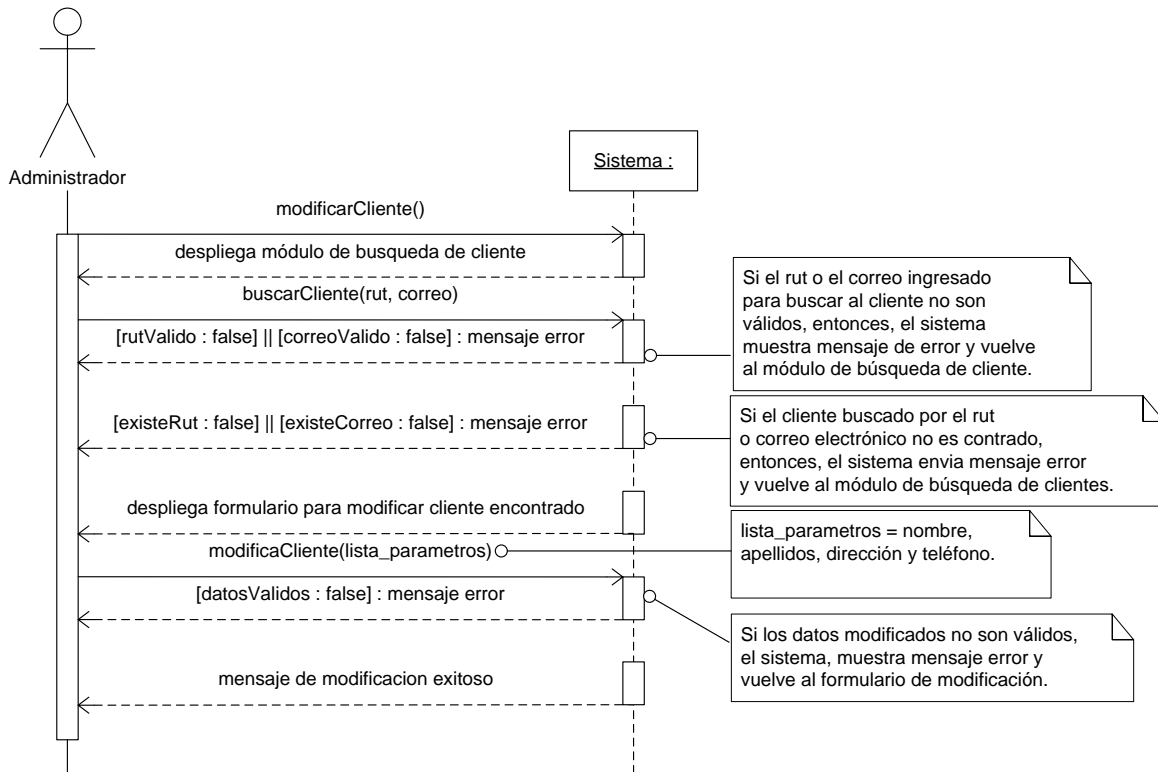 Administrador
Sistema :
modificarCliente()
despliega módulo de busqueda de cliente
buscarCliente(rut, correo)
[rutValido : false] || [correoValido : false] : mensaje error
Si el rut o el correo ingresado
para buscar al cliente no son
válidos, entonces, el sistema
muestra mensaje de error y vuelve
al módulo de búsqueda de cliente.
[existeRut : false] || [existeCorreo : false] : mensaje error
Si el cliente buscado por el rut
o correo electrónico no es contrado,
entonces, el sistema envia mensaje error
y vuelve al módulo de búsqueda de clientes.
despliega formulario para modificar cliente encontrado
modificaCliente(lista_parametros)
lista_parametros = nombre,
apellidos, dirección y teléfono.
[datosValidos : false] : mensaje error
Si los datos modificados no son válidos,
el sistema, muestra mensaje error y
vuelve al formulario de modificación.
mensaje de modificacion exitoso